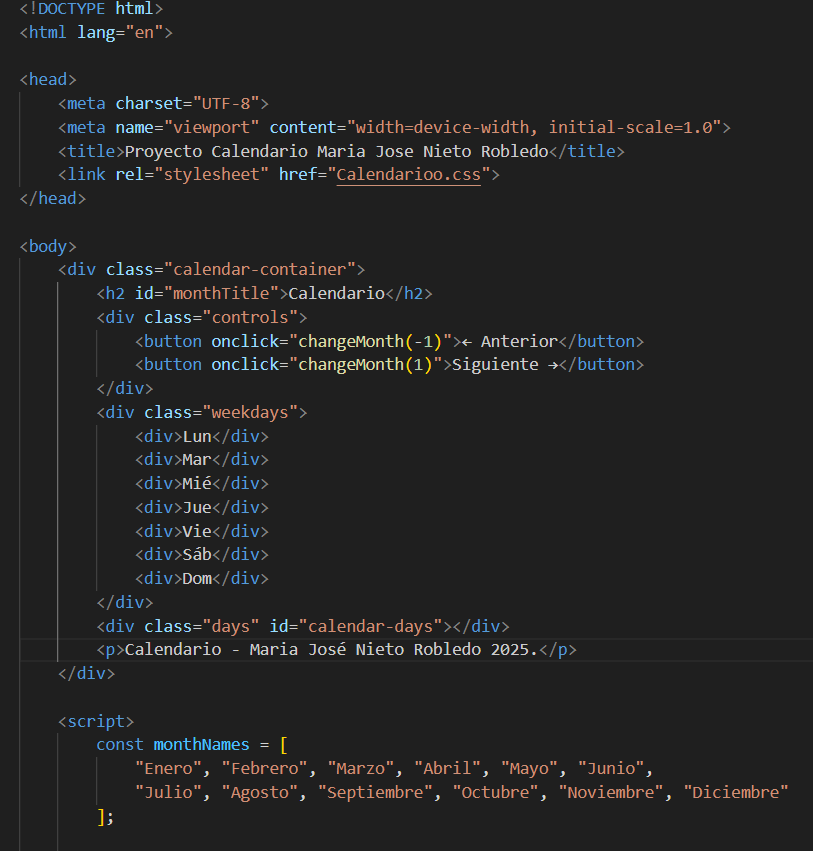 <!DOCTYPE html>
<html lang="en">
<head>
<meta charset="UTF-8">
<meta name="viewport" content="width=device-width, initial-scale=1.0">
<title>Proyecto Calendario Maria Jose Nieto Robledo</title>
<link rel="stylesheet" href="Calendarioo.css">
</head>
<body>
<div class="calendar-container">
<h2 id="monthTitle">Calendario</h2>
<div class="controls">
<button onclick="changeMonth(-1)">← Anterior</button>
<button onclick="changeMonth(1)">Siguiente →</button>
</div>
<div class="weekdays">
<div>Lun</div>
<div>Mar</div>
<div>Mié</div>
<div>Jue</div>
<div>Vie</div>
<div>Sáb</div>
<div>Dom</div>
</div>
<div class="days" id="calendar-days"></div>
<p>Calendario - Maria José Nieto Robledo 2025.</p>
</div>
<script>
const monthNames = [
"Enero", "Febrero", "Marzo", "Abril", "Mayo", "Junio",
"Julio", "Agosto", "Septiembre", "Octubre", "Noviembre", "Diciembre"
];